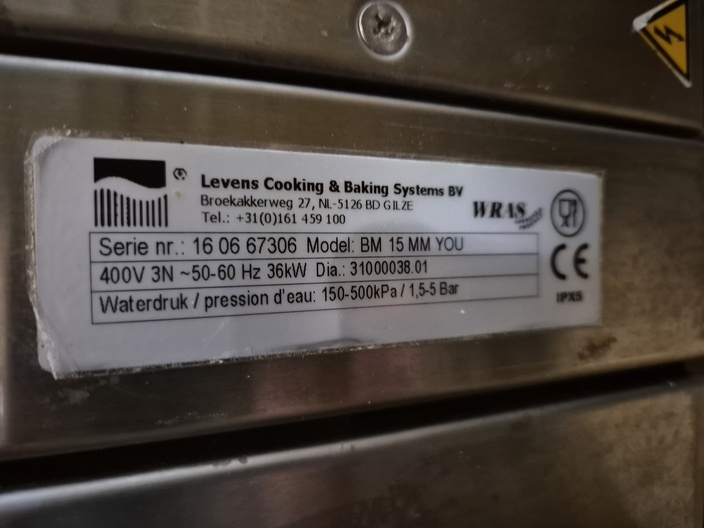 Levens Cooking & Baking Systems BV
Broekakkerweg 27, NL-5126 BD GILZE
Tel.: +31(0)161 459 100
WRAS
Serie nr.: 16 06 67306 Model: BM 15 MM YOU
400V 3N ~50-60 Hz 36kW Dia.: 31000038.01
Waterdruk / pression d'eau: 150-500kPa / 1,5-5 Bar
CE
IPX5